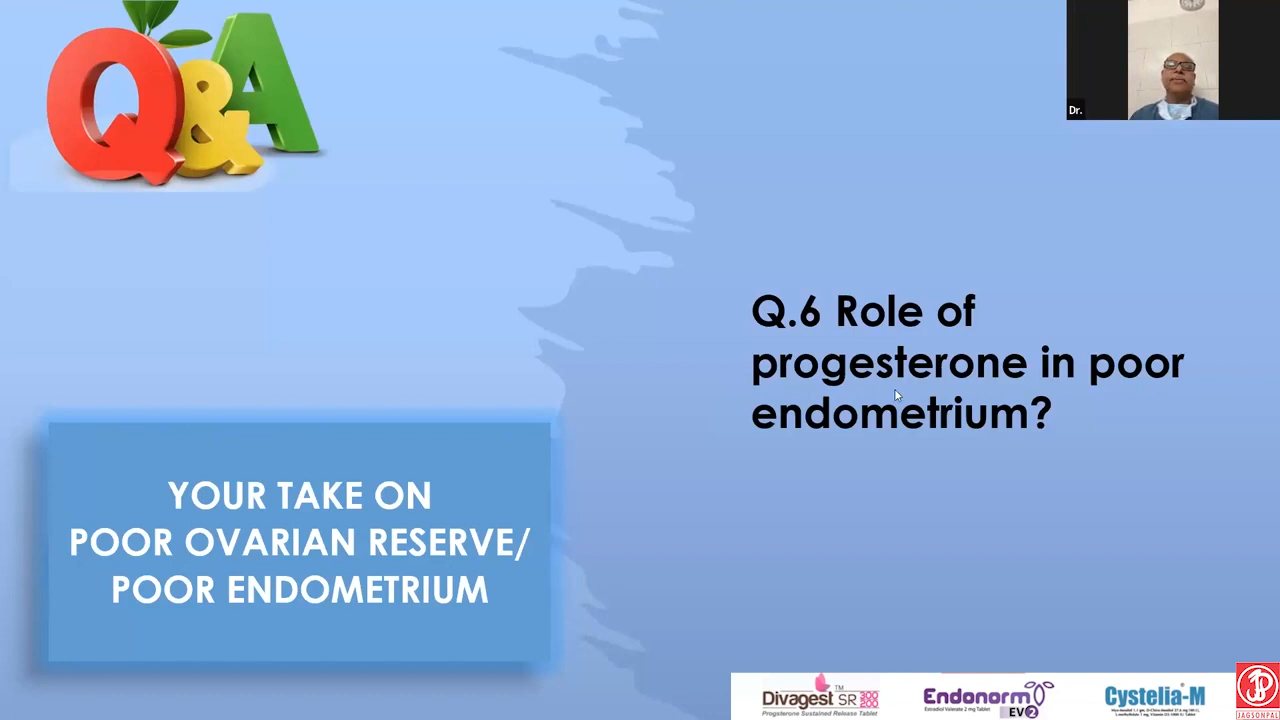 Q&A
Dr.
Q.6 Role of
progesterone in poor
endometrium?
YOUR TAKE ON
POOR OVARIAN RESERVE/
POOR ENDOMETRIUM
Divagest SR 300 200
TM
Progesterone Sustained Release Tablet
Endonorm
Estradiol Valerate 2 mg Tablet
EV2
Cystelia-M
JAGSONPAL